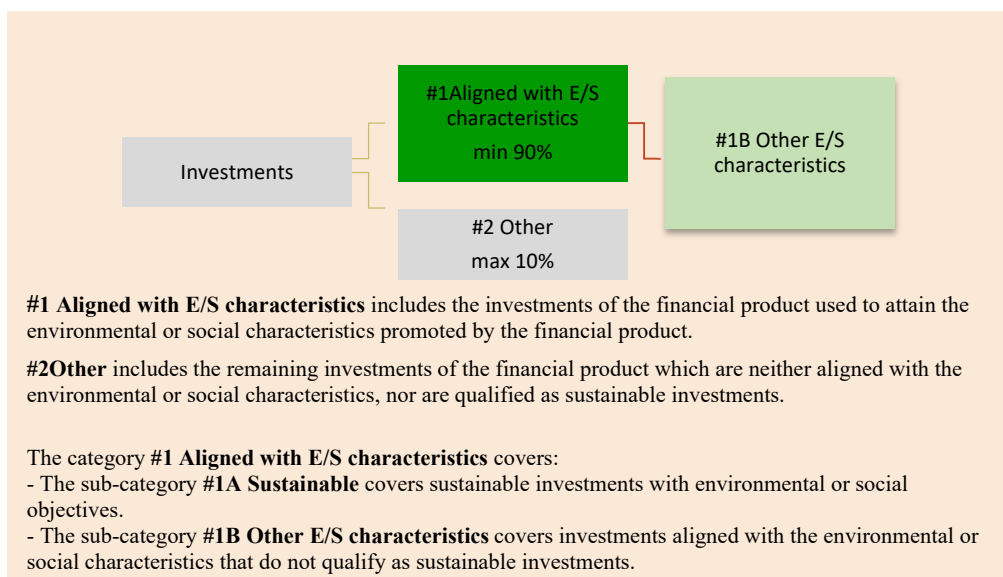 #1Aligned with E/S
characteristics
min 90%
#1B Other E/S
characteristics
Investments
#2 Other
max 10%
#1 Aligned with E/S characteristics includes the investments of the financial product used to attain the
environmental or social characteristics promoted by the financial product.
#2Other includes the remaining investments of the financial product which are neither aligned with the
environmental or social characteristics, nor are qualified as sustainable investments.
The category #1 Aligned with E/S characteristics covers:
- The sub-category #1A Sustainable covers sustainable investments with environmental or social
objectives.
- The sub-category #1B Other E/S characteristics covers investments aligned with the environmental or
social characteristics that do not qualify as sustainable investments.